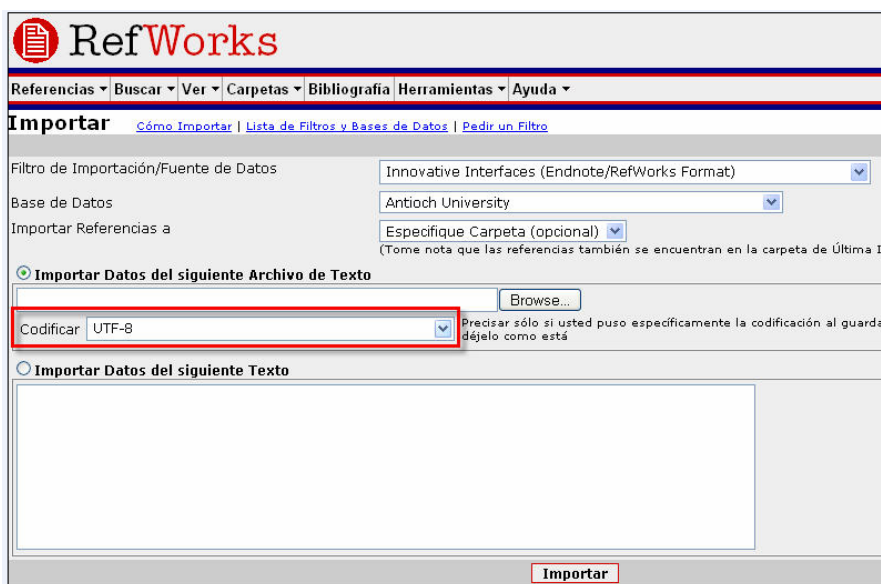 RefWorks
Referencias Buscar Ver Carpetas Bibliografía Herramientas Ayuda
Importar Cómo Importar | Lista de Filtros y Bases de Datos | Pedir un Filtro
Filtro de Importación/Fuente de Datos Innovative Interfaces (Endnote/RefWorks Format)
Base de Datos Antioch University
Importar Referencias a Especifique Carpeta (opcional)
(Tome nota que las referencias también se encuentran en la carpeta de Última
Importar Datos del siguiente Archivo de Texto
Browse...
Codificar UTF-8 Precisar sólo si usted puso específicamente la codificación al guarda
déjelo como está
Importar Datos del siguiente Texto
Importar